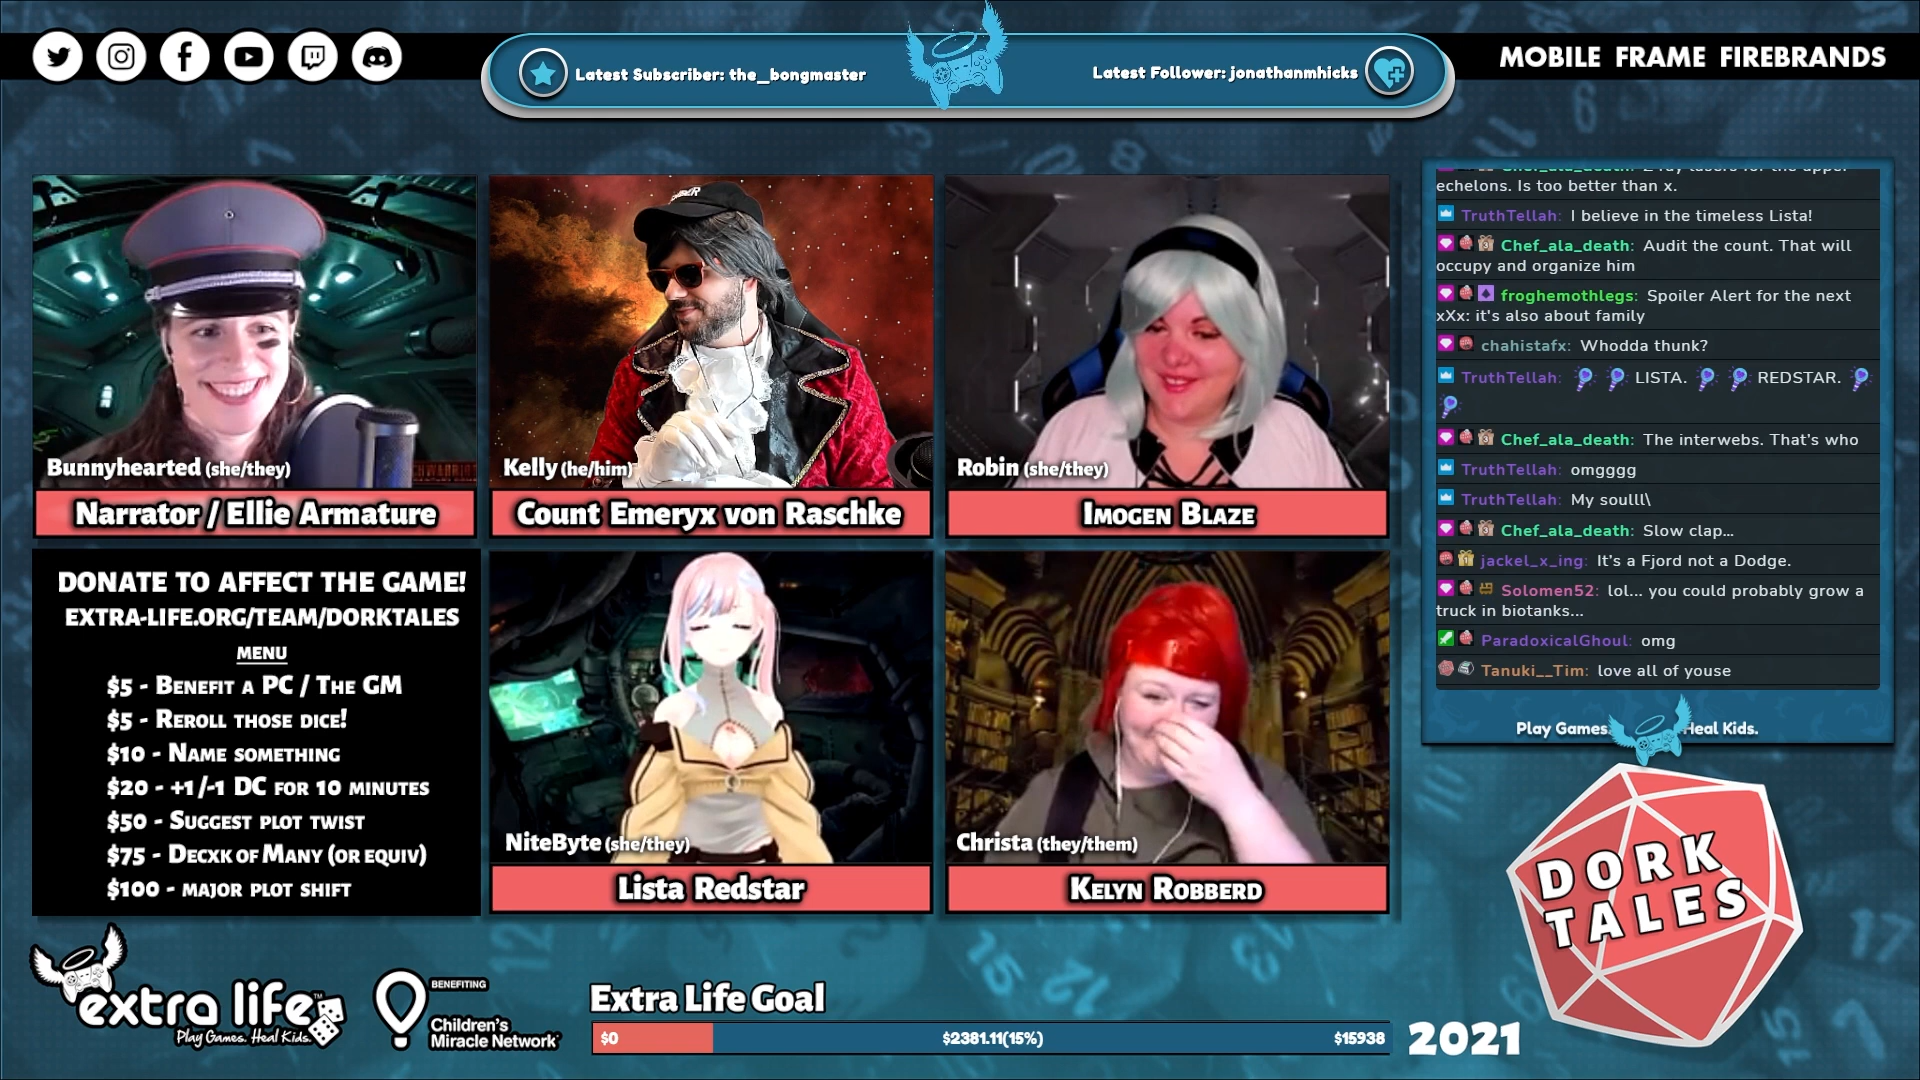 Latest Subscriber: the_bongmaster
Latest Follower: jonathanmhicks
MOBILE FRAME FIREBRANDS
Bunnyhearted (she/they)
Narrator / Ellie Armature
Kelly (he/him)
Count Emeryx von Raschke
Robin (she/they)
Imogen Blaze
DONATE TO AFFECT THE GAME!
EXTRA-LIFE.ORG/TEAM/DORKTALES
MENU
$5 - Benefit a PC / The GM
$5 - Reroll those dice!
$10 - Name something
$20 - +1/-1 DC for 10 minutes
$50 - Suggest plot twist
$75 - Decxk of Many (or equiv)
$100 - major plot shift
NiteByte (she/they)
Lista Redstar
Christa (they/them)
Kelyn Robberd
echelons. Is too better than x.
TruthTellah: I believe in the timeless Lista!
Chef_ala_death: Audit the count. That will
occupy and organize him
froghemothlegs: Spoiler Alert for the next
xXx: it's also about family
chahistafx: Whodda thunk?
TruthTellah: LISTA. REDSTAR.
Chef_ala_death: The interwebs. That's who
TruthTellah: omgggg
TruthTellah: My soulll\
Chef_ala_death: Slow clap...
jackel_x_ing: It's a Fjord not a Dodge.
Solomen52: lol... you could probably grow a
truck in biotanks...
ParadoxicalGhoul: omg
Tanuki__Tim: love all of youse
Play Games. Heal Kids.
DORK
TALES
extra life™
Play Games. Heal Kids.
BENEFITING
Children's
Miracle Network
Extra Life Goal
$0
$2381.11(15%)
$15938
2021